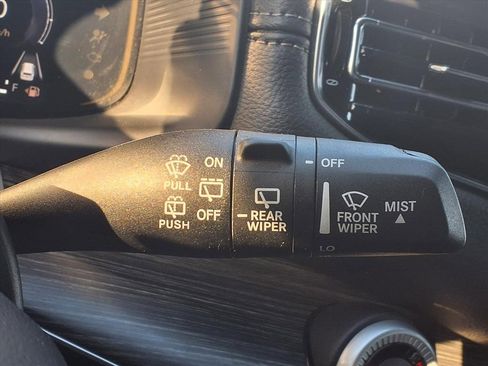 PULL
PUSH
ON
OFF
REAR
WIPER
OFF
FRONT
WIPER
LO
MIST
F